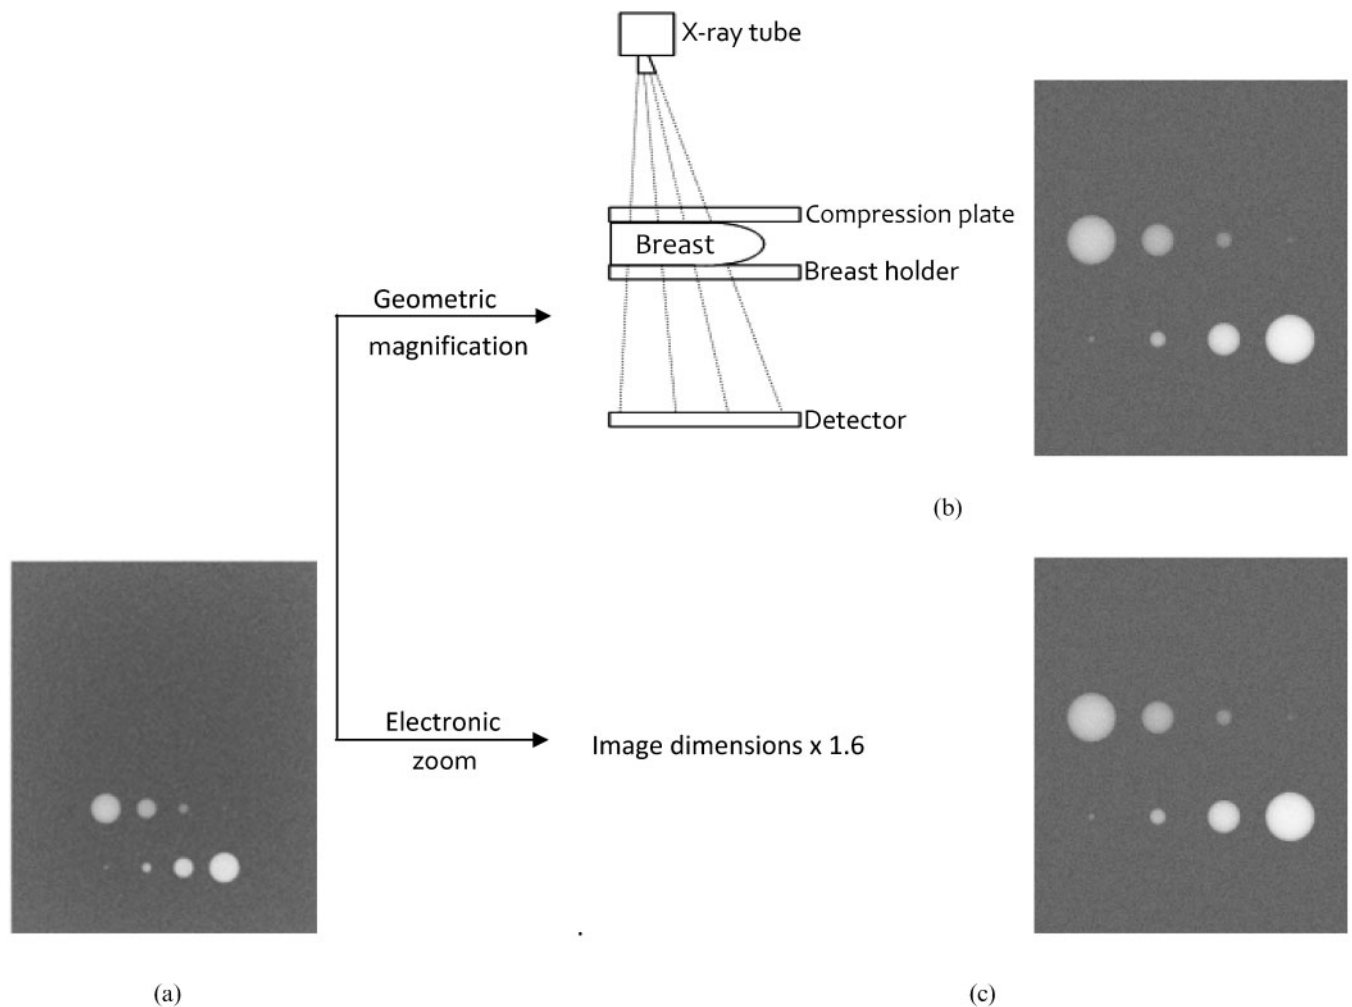 X-ray tube
Compression plate
Breast
Breast holder
Geometric
magnification
Detector
(b)
Electronic
zoom
Image dimensions x 1.6
.
(a)
(c)